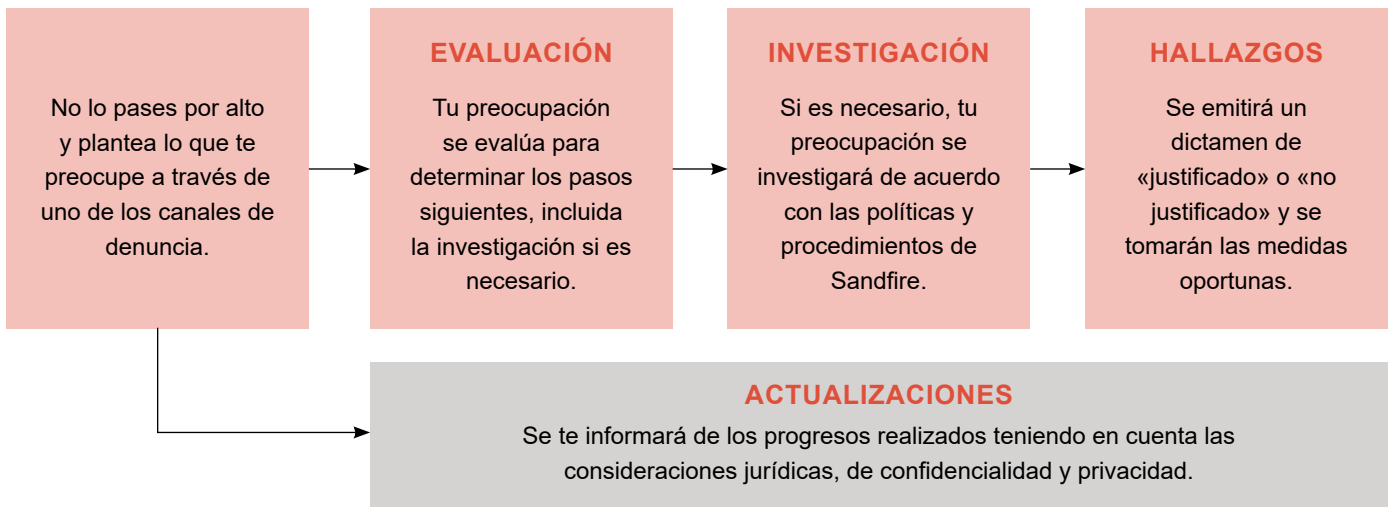 No lo pases por alto
y plantea lo que te
preocupe a través de
uno de los canales de
denuncia.
EVALUACIÓN
Tu preocupación
se evalúa para
determinar los pasos
siguientes, incluida
la investigación si es
necesario.
INVESTIGACIÓN
Si es necesario, tu
preocupación se
investigará de acuerdo
con las políticas y
procedimientos de
Sandfire.
HALLAZGOS
Se emitirá un
dictamen de
«justificado» o «no
justificado» y se
tomarán las medidas
oportunas.
ACTUALIZACIONES
Se te informará de los progresos realizados teniendo en cuenta las
consideraciones jurídicas, de confidencialidad y privacidad.